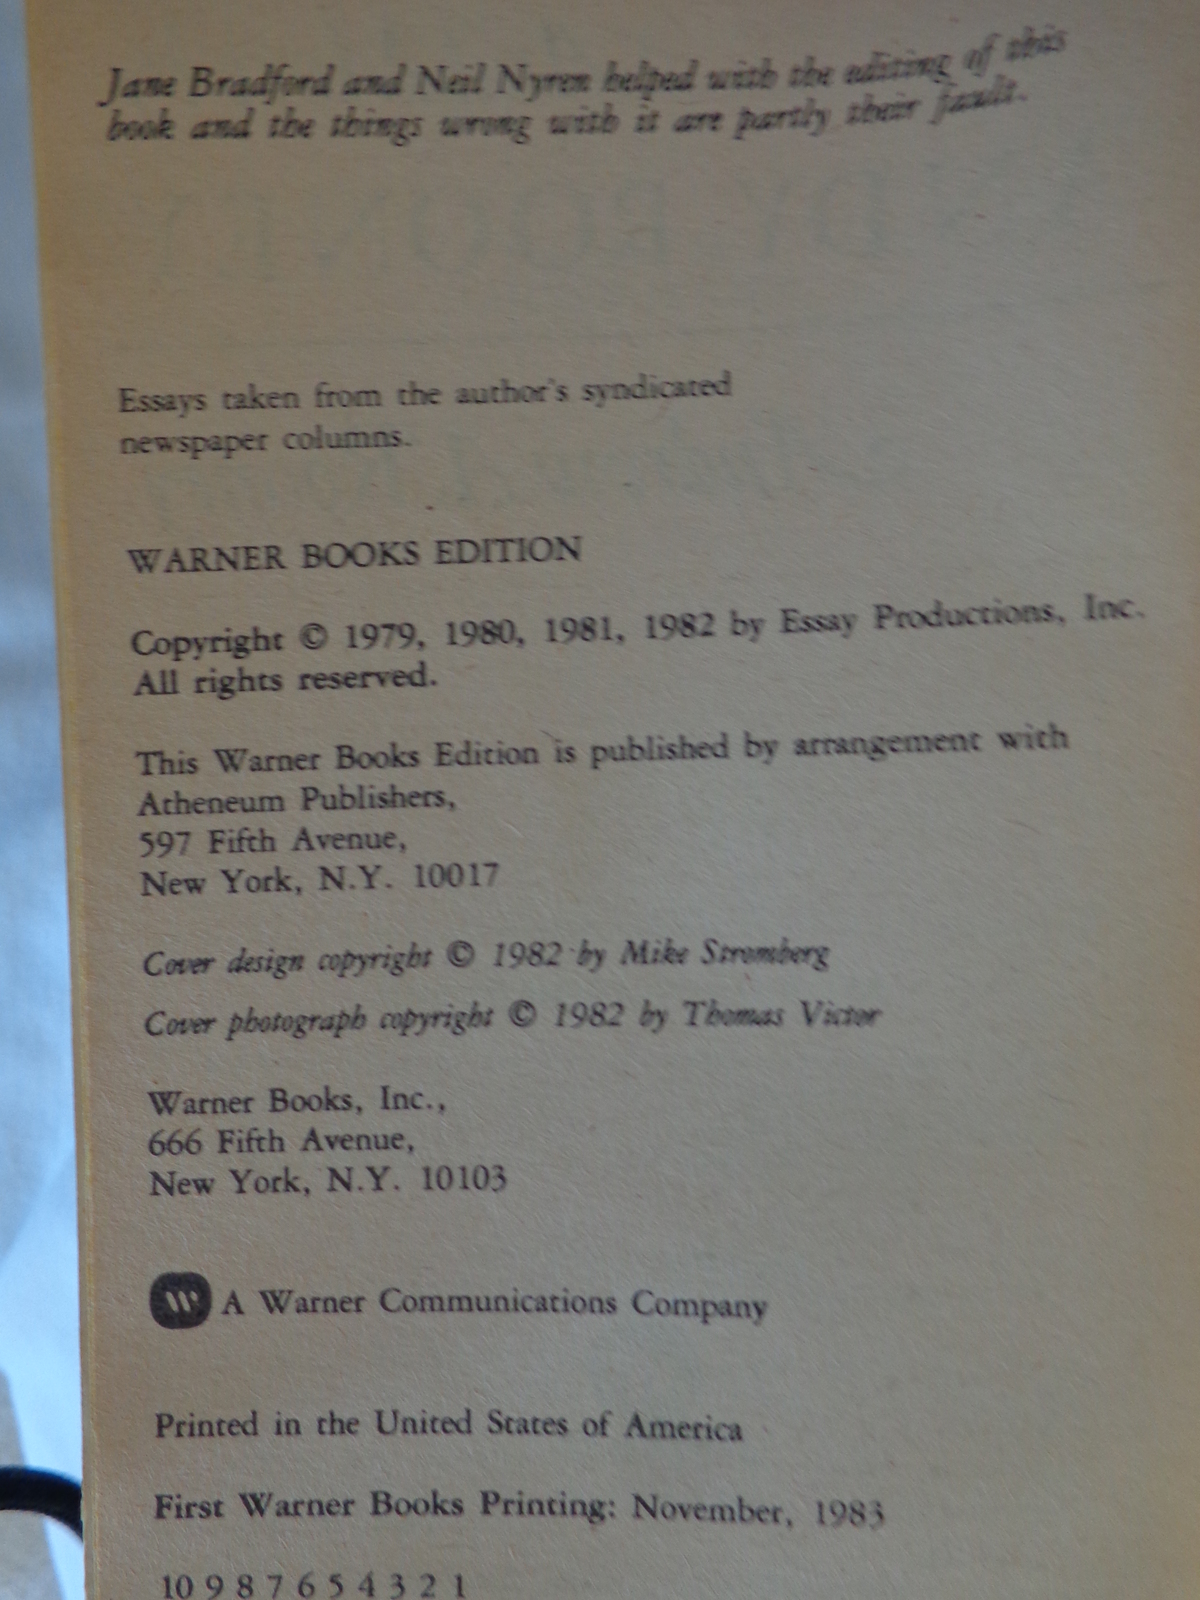 Jane Bradford and Neil Nyren helped with the editing of this
book and the things wrong with it are partly their fault.
Essays taken from the author's syndicated
newspaper columns.
WARNER BOOKS EDITION
Copyright © 1979, 1980, 1981, 1982 by Essay Productions, Inc.
All rights reserved.
This Warner Books Edition is published by arrangement with
Atheneum Publishers,
597 Fifth Avenue,
New York, N.Y. 10017
Cover design copyright © 1982 by Mike Stromberg
Cover photograph copyright © 1982 by Thomas Victor
Warner Books, Inc.,
666 Fifth Avenue,
New York, N.Y. 10103
W A Warner Communications Company
Printed in the United States of America
First Warner Books Printing: November, 1983
10 9 8 7 6 5 4 3 2 1